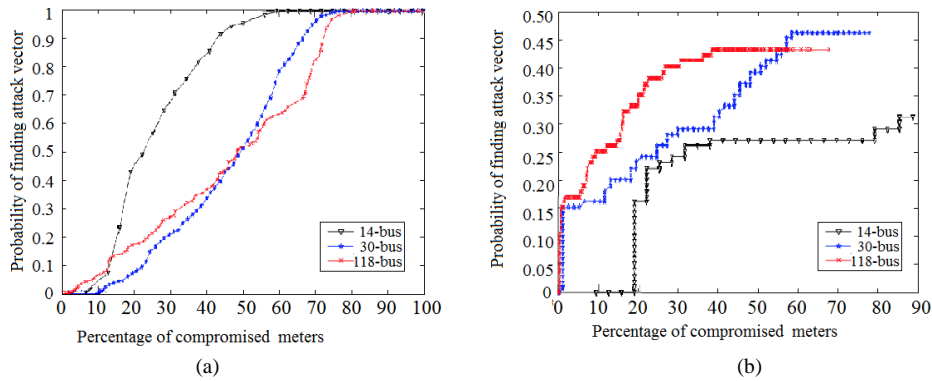 (a)
Probability of finding attack vector
1
0.9
0.8
0.7
0.6
0.5
0.4
0.3
0.2
0.1
0
0 10 20 30 40 50 60 70 80 90 100
Percentage of compromised meters
14-bus
30-bus
118-bus
(a)
(b)
Probability of finding attack vector
0.50
0.45
0.40
0.30
0.25
0.20
0.15
0.10
0.05
0.00
0 10 20 30 40 50 60 70 80 90
Percentage of compromised meters
14-bus
30-bus
118-bus
(b)